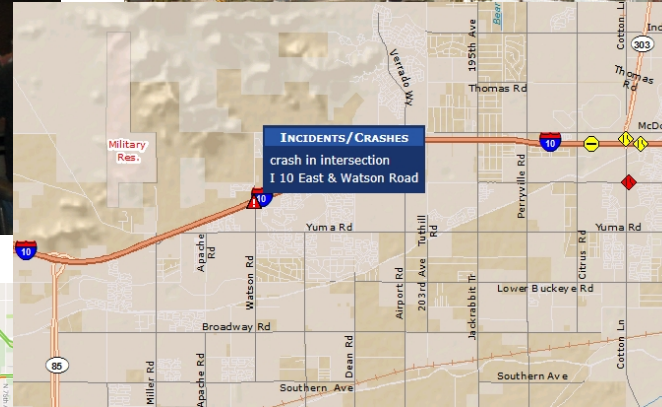 Bear
Cotton Ln
195th Ave
303
Verrado Wy
Thomas
Rd
Thomas Rd
McDo
INCIDENTS/CRASHES
crash in intersection
I 10 East & Watson Road
10
Military
Res.
10
Perryville Rd
Yuma Rd
Yuma Rd
Tuthill
Rd
10
Apache
Rd
Watson Rd
Citrus Rd
Airport Rd
203rd Ave
Jackrabbit Tr
Lower Buckeye Rd
Broadway Rd
Cotton Ln
Dean Rd
85
Miller Rd
Apache Rd
Southern Ave
Southern Ave